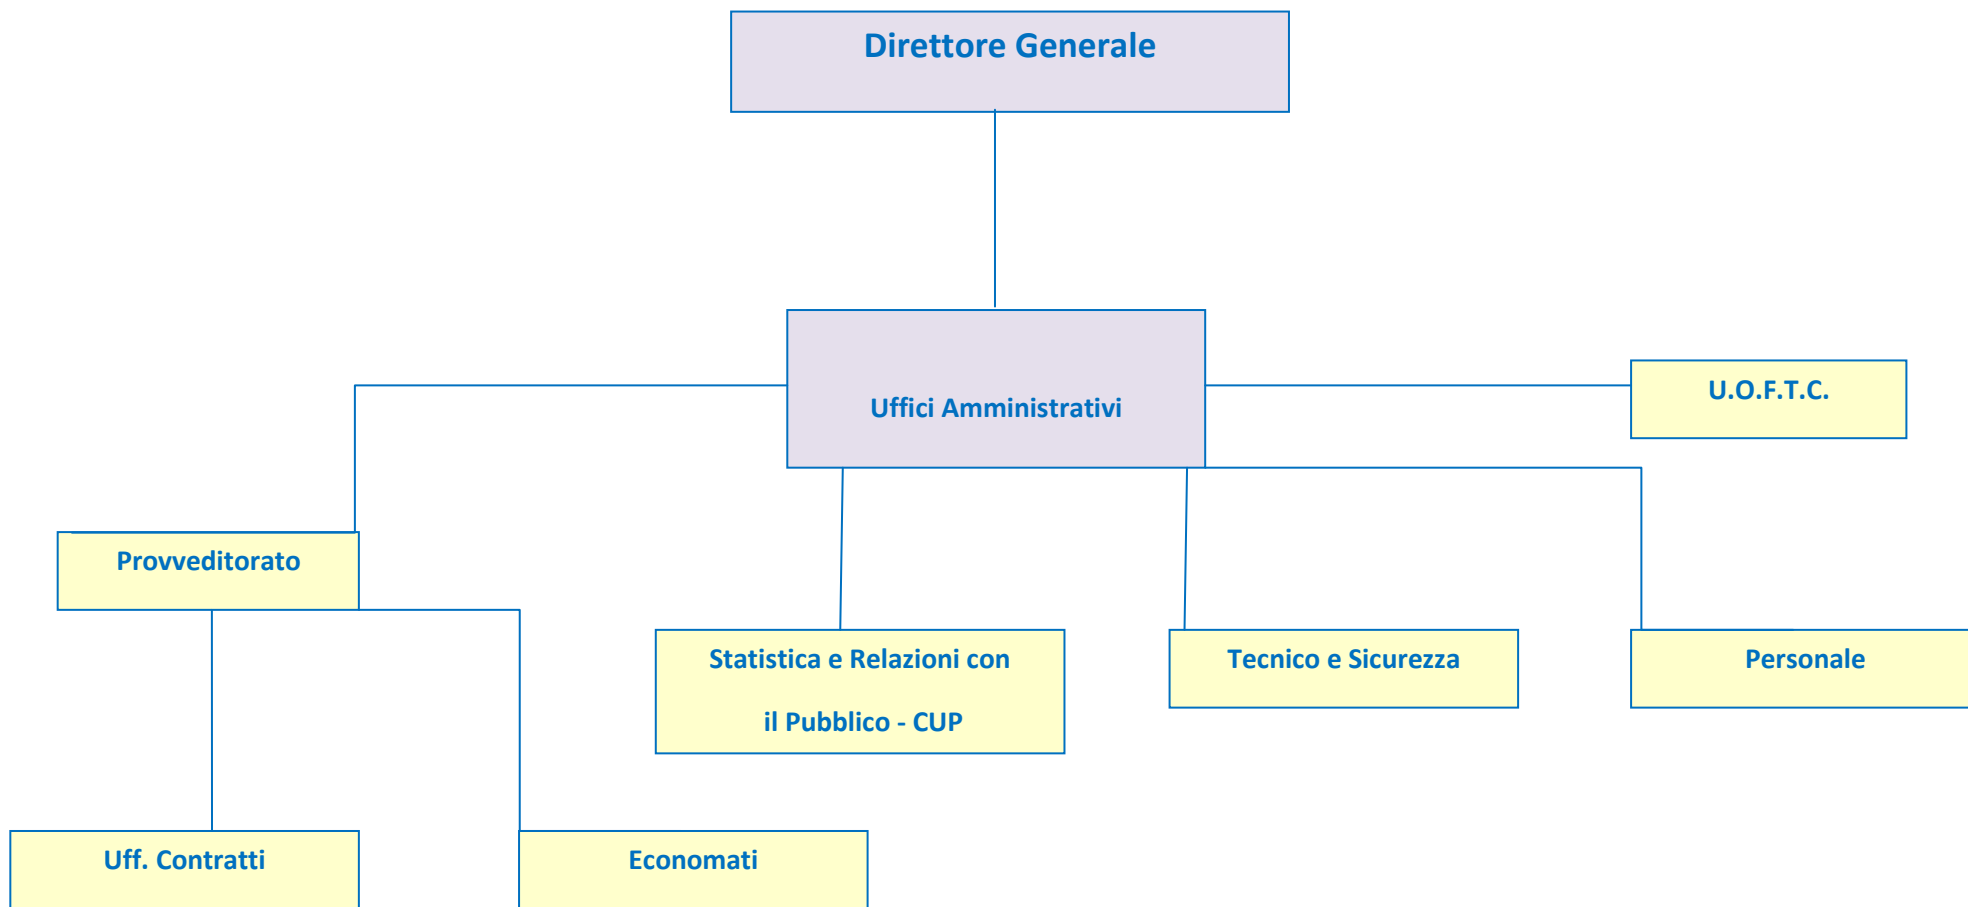 Direttore Generale
Uffici Amministrativi
U.O.F.T.C.
Provveditorato
Statistica e Relazioni con
il Pubblico - CUP
Tecnico e Sicurezza
Personale
Uff. Contratti
Economati